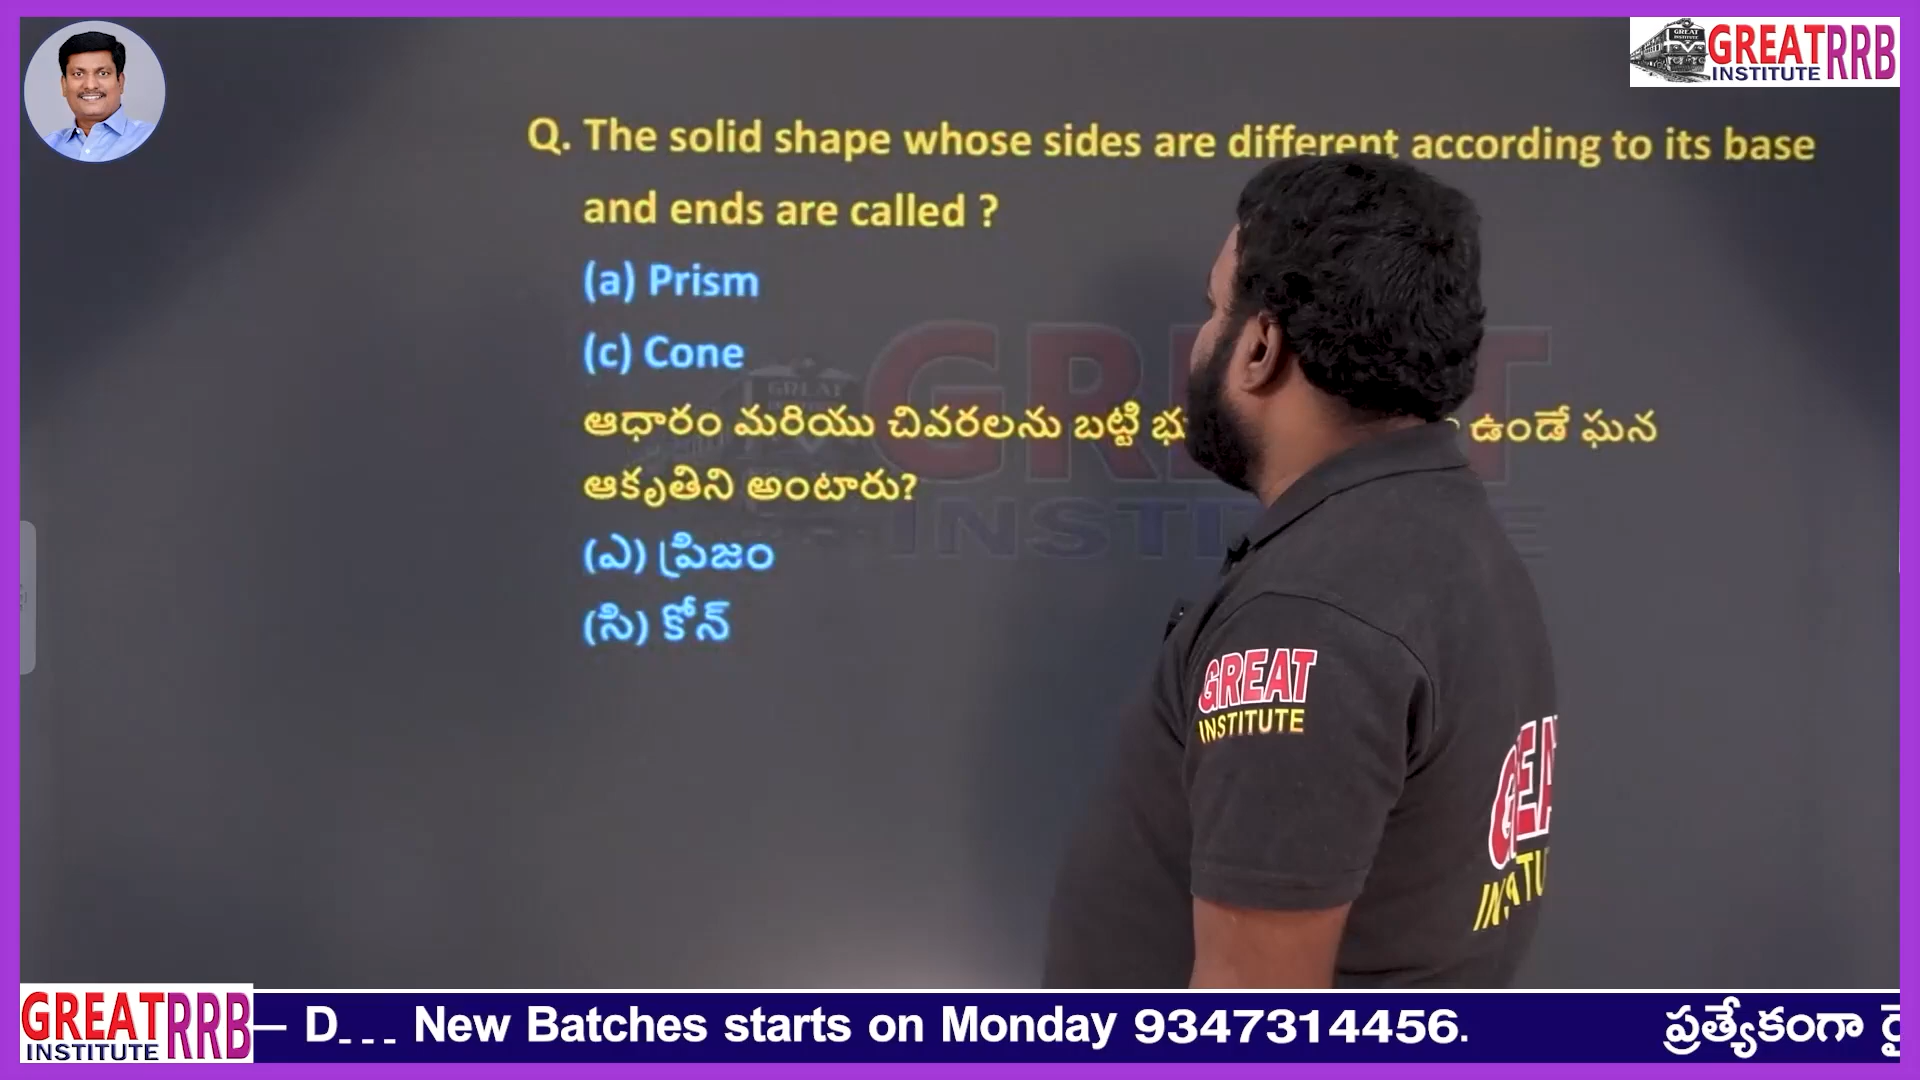 GREAT RRB
INSTITUTE
Q. The solid shape whose sides are different according to its base
and ends are called ?
(a) Prism
(c) Cone
ఆధారం మరియు చివరలను బట్టి ఉండే ఘన
ఆకృతిని అంటారు?
(ఎ) ప్రిజం
(సి) కోన్
GREAT
INSTITUTE
GREAT
INSTITUTE
GREAT RRB
INSTITUTE
— D... New Batches starts on Monday 9347314456. ప్రత్యేకంగా